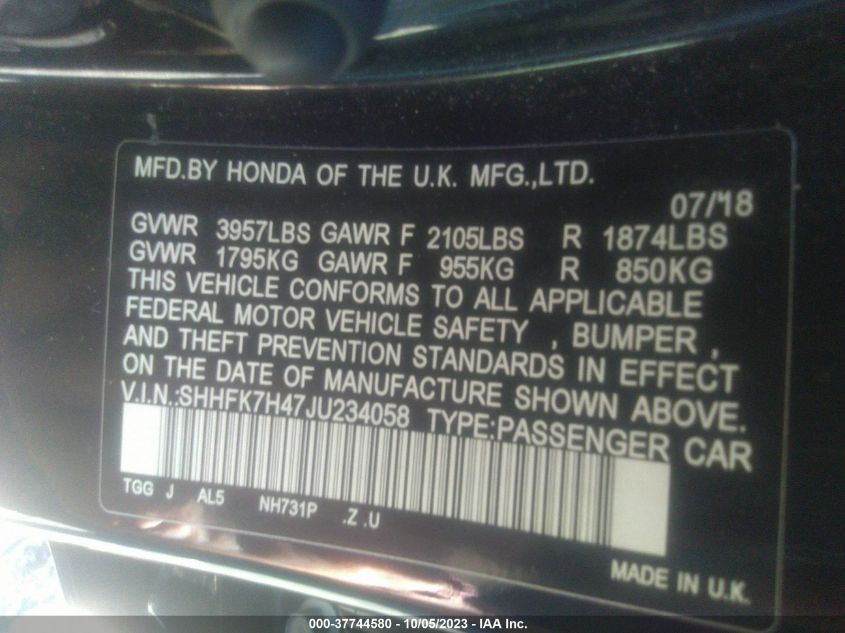 MFD.BY HONDA OF THE U.K. MFG.,LTD.
07/18
GVWR 3957LBS GAWR F 2105LBS R 1874LBS
GVWR 1795KG GAWR F 955KG R 850KG
THIS VEHICLE CONFORMS TO ALL APPLICABLE
FEDERAL MOTOR VEHICLE SAFETY , BUMPER ,
AND THEFT PREVENTION STANDARDS IN EFFECT
ON THE DATE OF MANUFACTURE SHOWN ABOVE.
V.I.N.:SHHFK7H47JU234058 TYPE:PASSENGER CAR
TGG J AL5 NH731P .Z .U
MADE IN U.K.
000-37744580 - 10/05/2023 - IAA Inc.